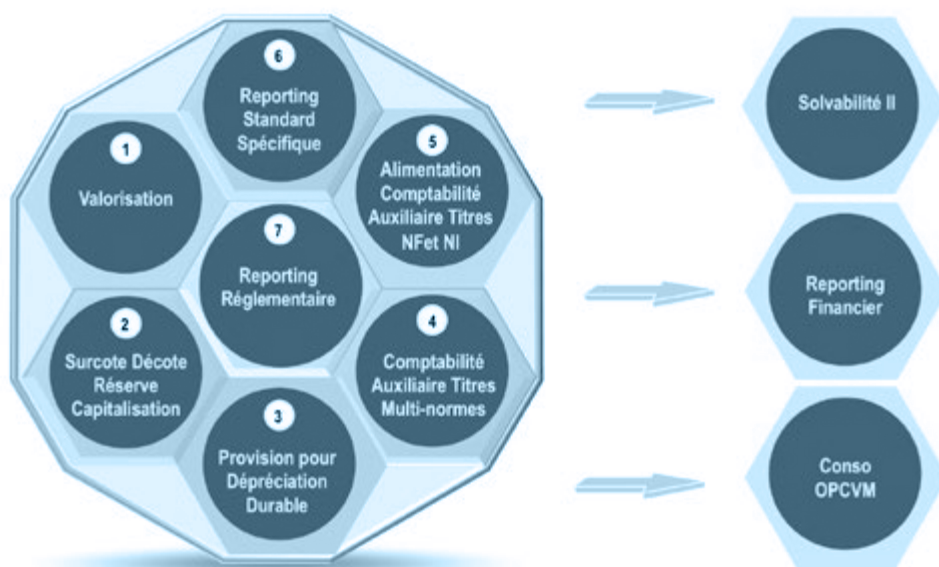 6
Reporting
Standard
Spécifique
1
Valorisation
5
Alimentation
Comptabilité
Auxiliaire Titres
NFet NI
7
Reporting
Réglementaire
2
Surcote Décote
Réserve
Capitalisation
4
Comptabilité
Auxiliaire Titres
Multi-normes
3
Provision pour
Dépréciation
Durable
Solvabilité II
Reporting
Financier
Conso
OPCVM